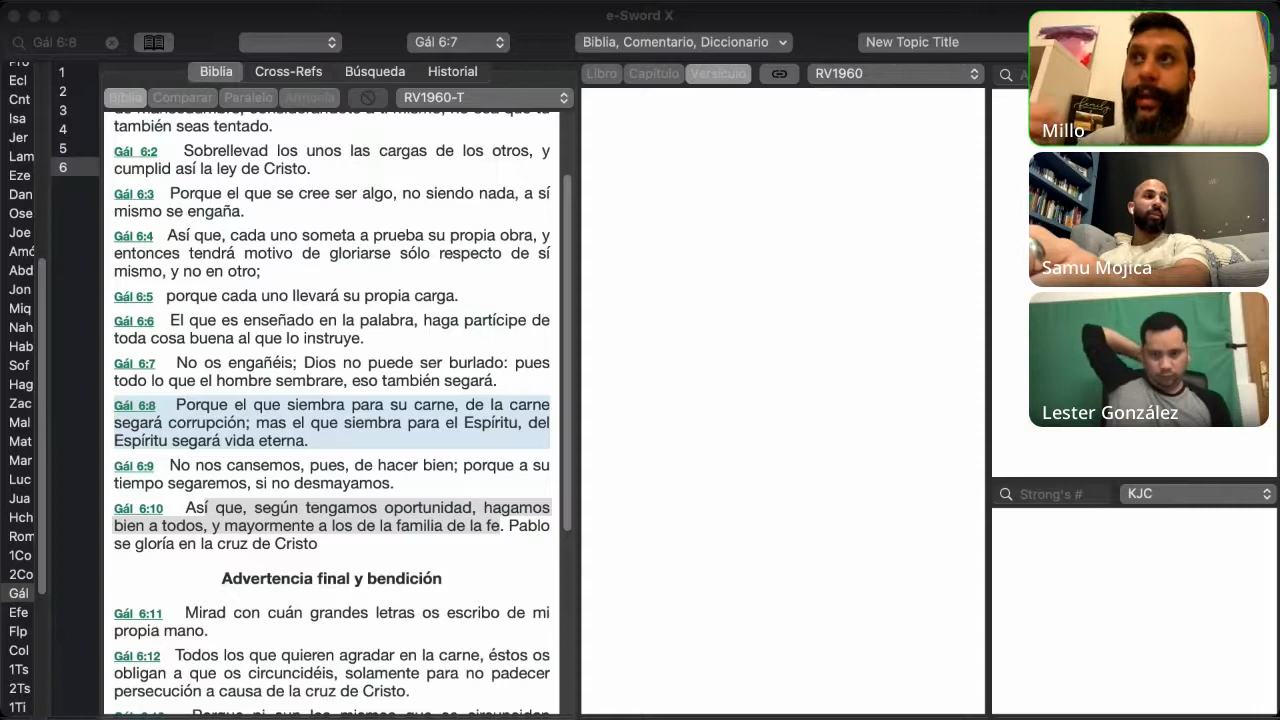 e-Sword X
Gál 6:8
Gál 6:7
Biblia, Comentario, Diccionario
New Topic Title
Biblia
Cross-Refs
Búsqueda
Historial
Biblia
Comparar
Paralelo
Armonía
RV1960-T
Libro
Capítulo
Versículo
RV1960
Ecl
Cnt
Isa
Jer
Lam
Eze
Dan
Ose
Joe
Amó
Abd
Jon
Miq
Nah
Hab
Sof
Hag
Zac
Mal
Mat
Mar
Luc
Jua
Hch
Rom
1Co
2Co
Gál
Efe
Flp
Col
1Ts
2Ts
1Ti
1
2
3
4
5
6
también seas tentado.
Gál 6:2 Sobrellevad los unos las cargas de los otros, y
cumplid así la ley de Cristo.
Gál 6:3 Porque el que se cree ser algo, no siendo nada, a sí
mismo se engaña.
Gál 6:4 Así que, cada uno someta a prueba su propia obra, y
entonces tendrá motivo de gloriarse sólo respecto de sí
mismo, y no en otro;
Gál 6:5 porque cada uno llevará su propia carga.
Gál 6:6 El que es enseñado en la palabra, haga partícipe de
toda cosa buena al que lo instruye.
Gál 6:7 No os engañéis; Dios no puede ser burlado: pues
todo lo que el hombre sembrare, eso también segará.
Gál 6:8 Porque el que siembra para su carne, de la carne
segará corrupción; mas el que siembra para el Espíritu, del
Espíritu segará vida eterna.
Gál 6:9 No nos cansemos, pues, de hacer bien; porque a su
tiempo segaremos, si no desmayamos.
Gál 6:10 Así que, según tengamos oportunidad, hagamos
bien a todos, y mayormente a los de la familia de la fe. Pablo
se gloría en la cruz de Cristo
Advertencia final y bendición
Gál 6:11 Mirad con cuán grandes letras os escribo de mi
propia mano.
Gál 6:12 Todos los que quieren agradar en la carne, éstos os
obligan a que os circuncidéis, solamente para no padecer
persecución a causa de la cruz de Cristo.
Millo
Samu Mojica
Lester González
Strong's #
KJC